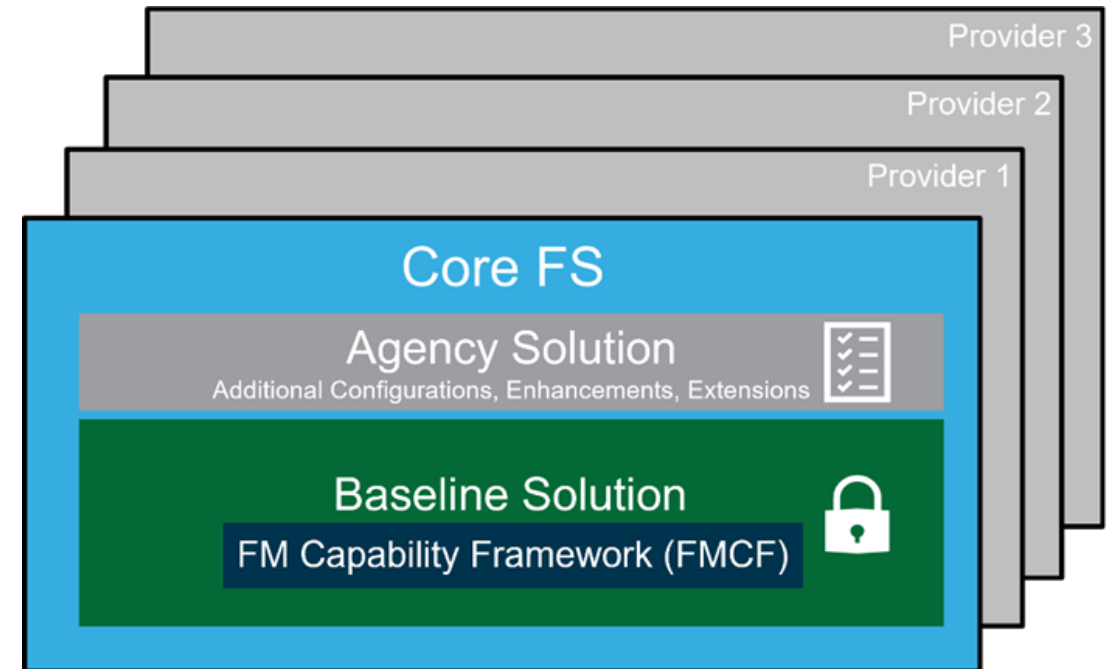 Provider 3
Provider 2
Provider 1
Core FS
Agency Solution
Additional Configurations, Enhancements, Extensions
Baseline Solution
FM Capability Framework (FMCF)